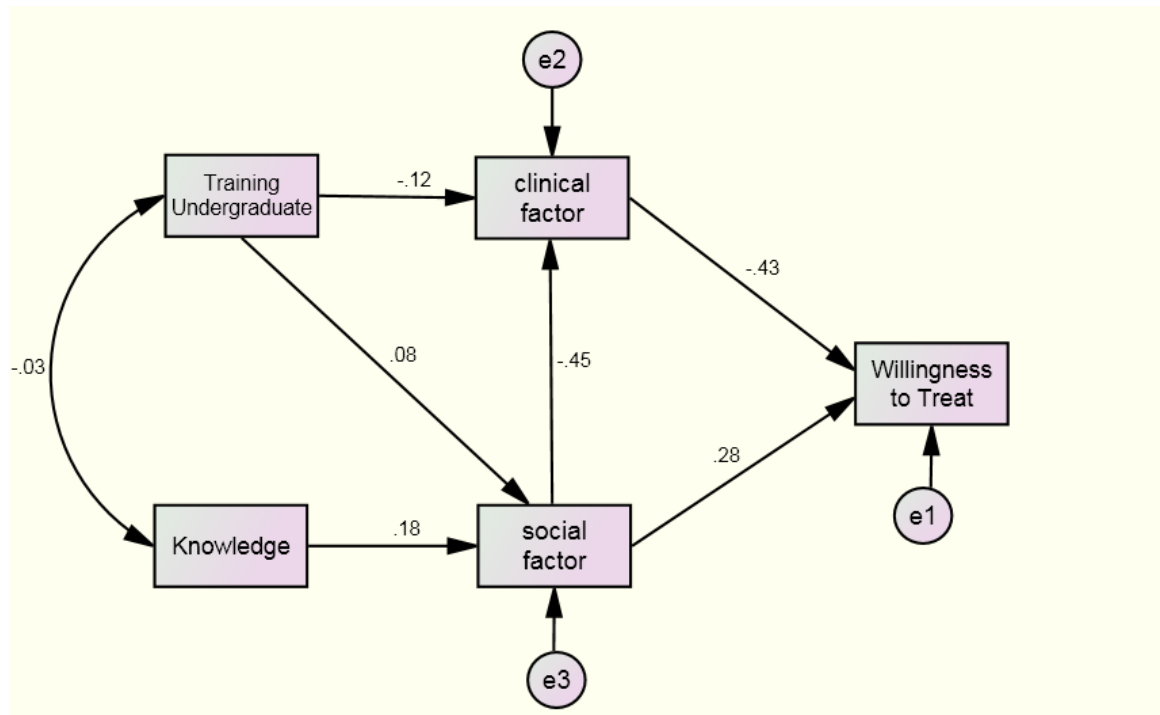 e2
Training
Undergraduate
-.12
clinical
factor
-.43
-.03
.08
-.45
Willingness
to Treat
.28
e1
Knowledge
.18
social
factor
e3